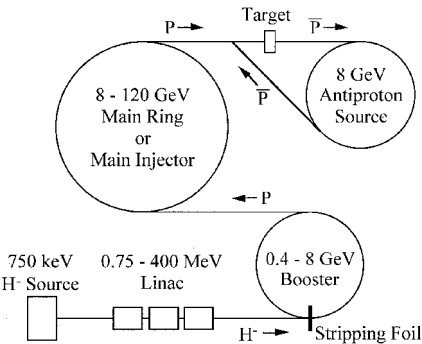 Target
P
P̅
8 - 120 GeV
Main Ring
or
Main Injector
8 GeV
Antiproton
Source
P̅
P
750 keV
H⁻ Source
0.75 - 400 MeV
Linac
0.4 - 8 GeV
Booster
H⁻
Stripping Foil